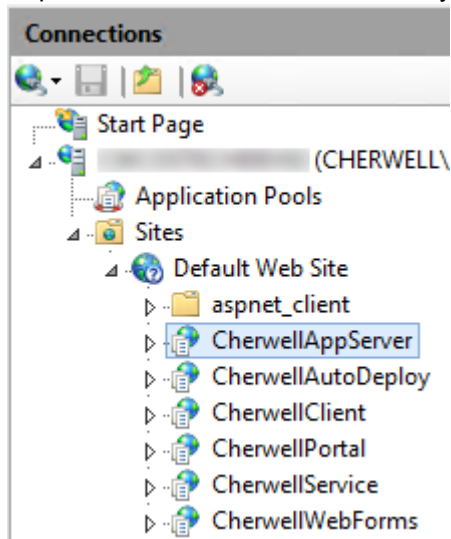 Connections
Start Page
(CHERWELL\
Application Pools
Sites
Default Web Site
aspnet_client
CherwellAppServer
CherwellAutoDeploy
CherwellClient
CherwellPortal
CherwellService
CherwellWebForms